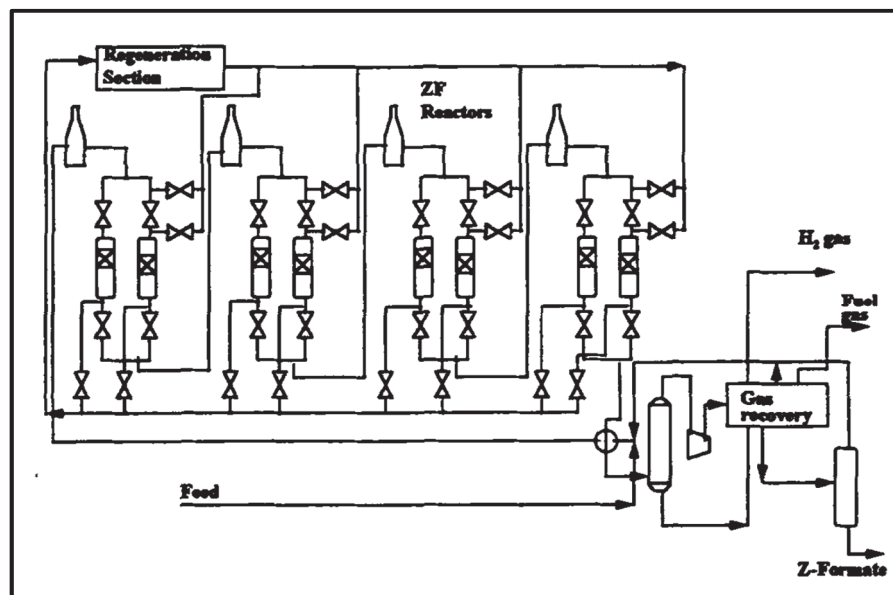 Regeneration
Section
ZF
Reactors
H₂ gas
Fuel
gas
Gas
recovery
Feed
Z-Formate